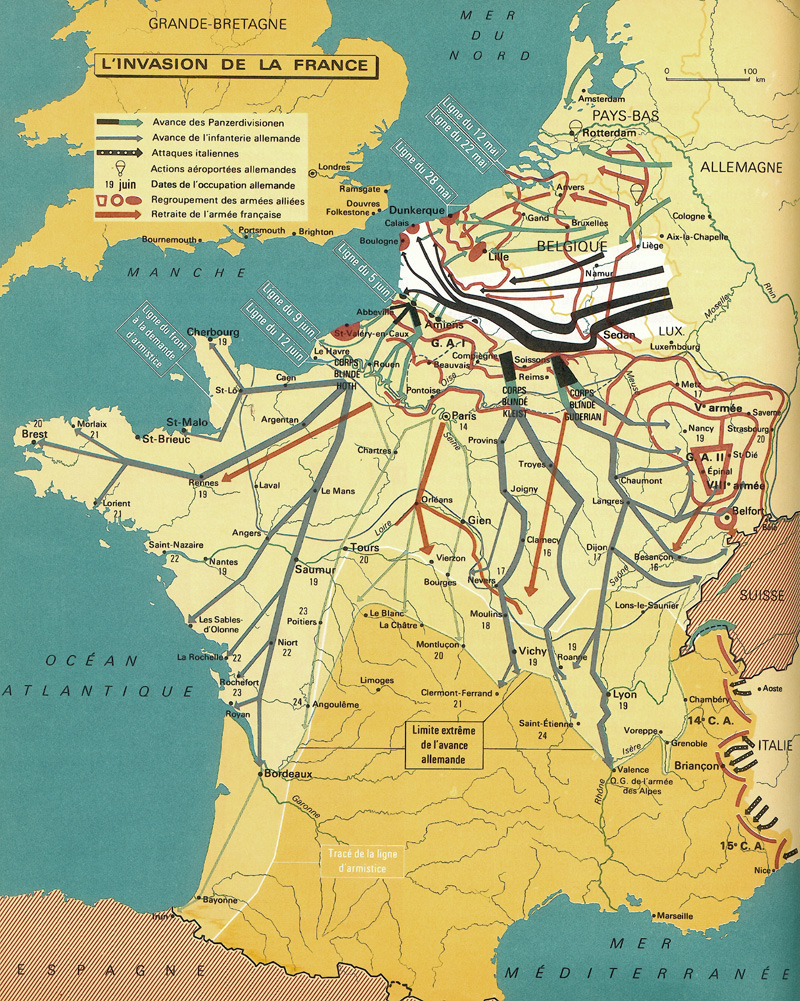 GRANDE-BRETAGNE
MER
DU
NORD
L'INVASION DE LA FRANCE
Avance des Panzerdivisionen
Avance de l'infanterie allemande
Attaques italiennes
Actions aéroportées allemandes
19 juin
Dates de l'occupation allemande
Regroupement des armées alliées
Retraite de l'armée française
0
100
km
Amsterdam
PAYS-BAS
Rotterdam
ALLEMAGNE
Ligne du 12 mai
Ligne du 22 mai
Ligne du 28 mai
Londres
Ramsgate
Douvres
Folkestone
Portsmouth
Brighton
Bournemouth
MANCHE
Dunkerque
Calais
Boulogne
Anvers
Gand
Bruxelles
BELGIQUE
Lille
Liège
Cologne
Aix-la-Chapelle
Namur
Rhin
Moselle
Ligne du 5 juin
Ligne du 9 juin
Ligne du 12 juin
Ligne du front
à la demande
d'armistice
Abbeville
Amiens
St-Valéry-en-Caux
G.A. I
Sedan
LUX.
Luxembourg
Cherbourg
19
Le Havre
Rouen
Beauvais
Compiègne
Soissons
Reims
Oise
Meuse
CORPS
BLINDÉ
HOTH
CORPS
BLINDÉ
KLEIST
CORPS
BLINDÉ
GUDERIAN
Pontoise
Paris
14
Seine
Metz
17
Ve armée
Saverne
Strasbourg
20
Nancy
19
G.A. II
St Dié
Épinal
VIIIe armée
Belfort
Bâle
St-Lô
Caen
Argentan
St-Malo
St-Brieuc
20
Brest
Morlaix
21
Lorient
21
Rennes
19
Laval
Le Mans
Chartres
Provins
Troyes
Joigny
Chaumont
Langres
Orléans
Loire
Gien
Clamecy
16
Dijon
17
Besançon
16
Saône
Angers
Saint-Nazaire
22
Nantes
19
Saumur
19
Tours
20
Vierzon
Bourges
Nevers
17
Lons-le-Saunier
SUISSE
Les Sables-
d'Olonne
23
Poitiers
Le Blanc
La Châtre
Moulins
18
Montluçon
20
Niort
22
La Rochelle
22
Rochefort
23
Royan
Vichy
19
19
Roanne
Limoges
Clermont-Ferrand
21
24
Angoulême
Lyon
19
Chambéry
Aoste
14e C.A.
OCÉAN
ATLANTIQUE
Limite extrême
de l'avance
allemande
Saint-Étienne
24
Voreppe
Isère
Grenoble
ITALIE
Briançon
Bordeaux
Garonne
Valence
Q.G. de l'armée
des Alpes
Rhône
Tracé de la ligne
d'armistice
15e C.A.
Nice
Bayonne
Irun
Marseille
ESPAGNE
MER
MÉDITERRANÉE